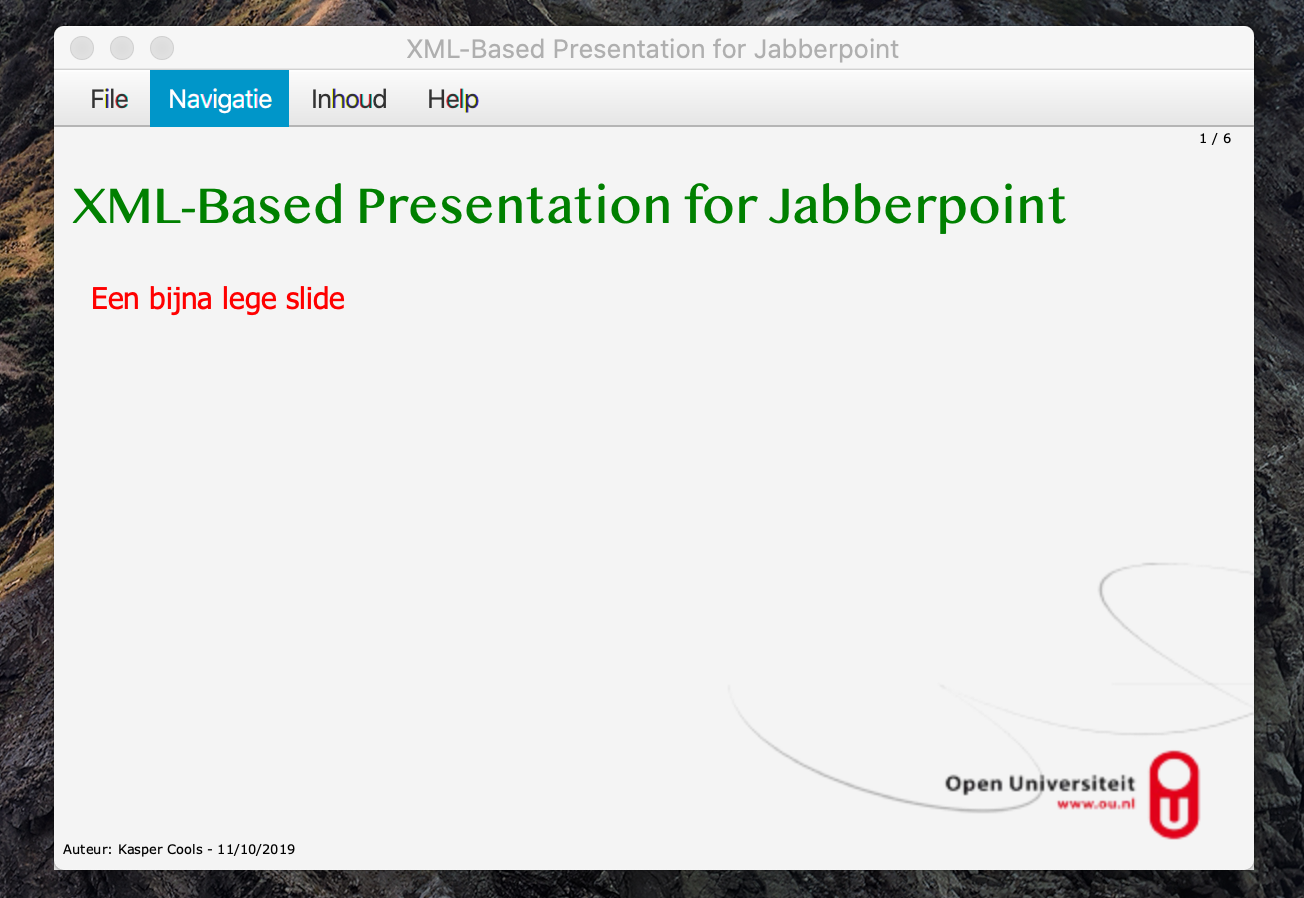 XML-Based Presentation for Jabberpoint
File Navigatie Inhoud Help
1 / 6
XML-Based Presentation for Jabberpoint
Een bijna lege slide
Open Universiteit
www.ou.nl
Auteur: Kasper Cools - 11/10/2019